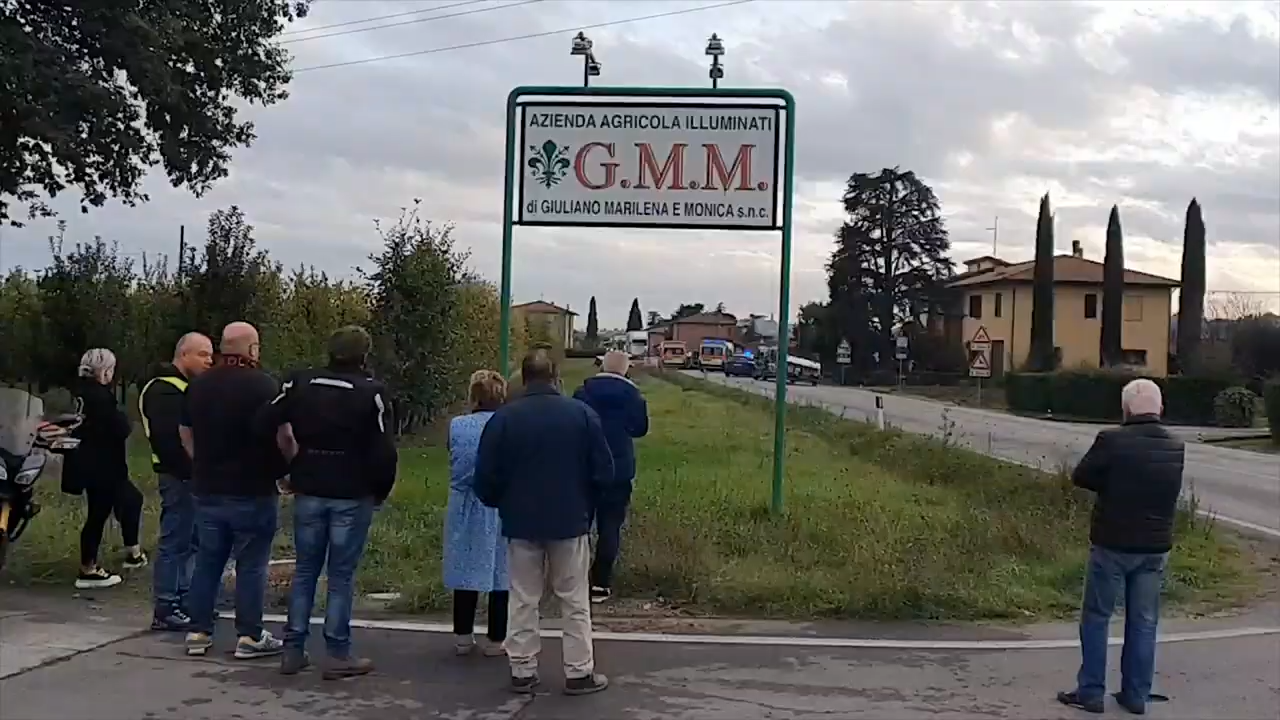 AZIENDA AGRICOLA ILLUMINATI
G.M.M.
di GIULIANO MARILENA E MONICA s.n.c.